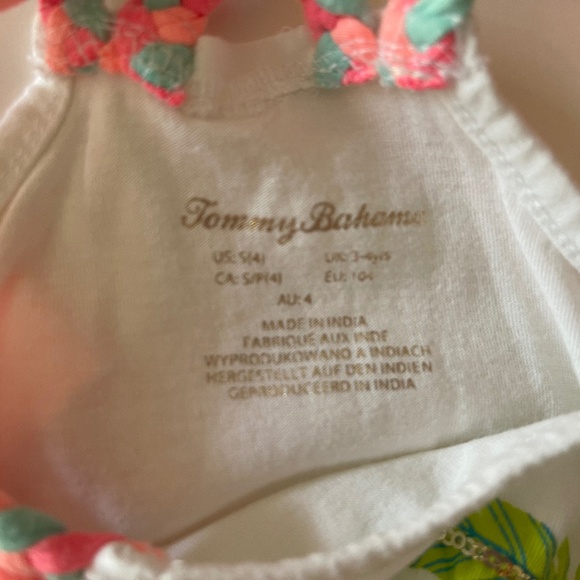 Tommy Bahama
US: S(4) UK: 3-4yrs
CA: S/P(4) EU: 104
AU: 4
MADE IN INDIA
FABRIQUE AUX INDE
WYPRODUKOWANO A INDIACH
HERGESTELLT AUF DEN INDIEN
GEPRODUCEERD IN INDIA